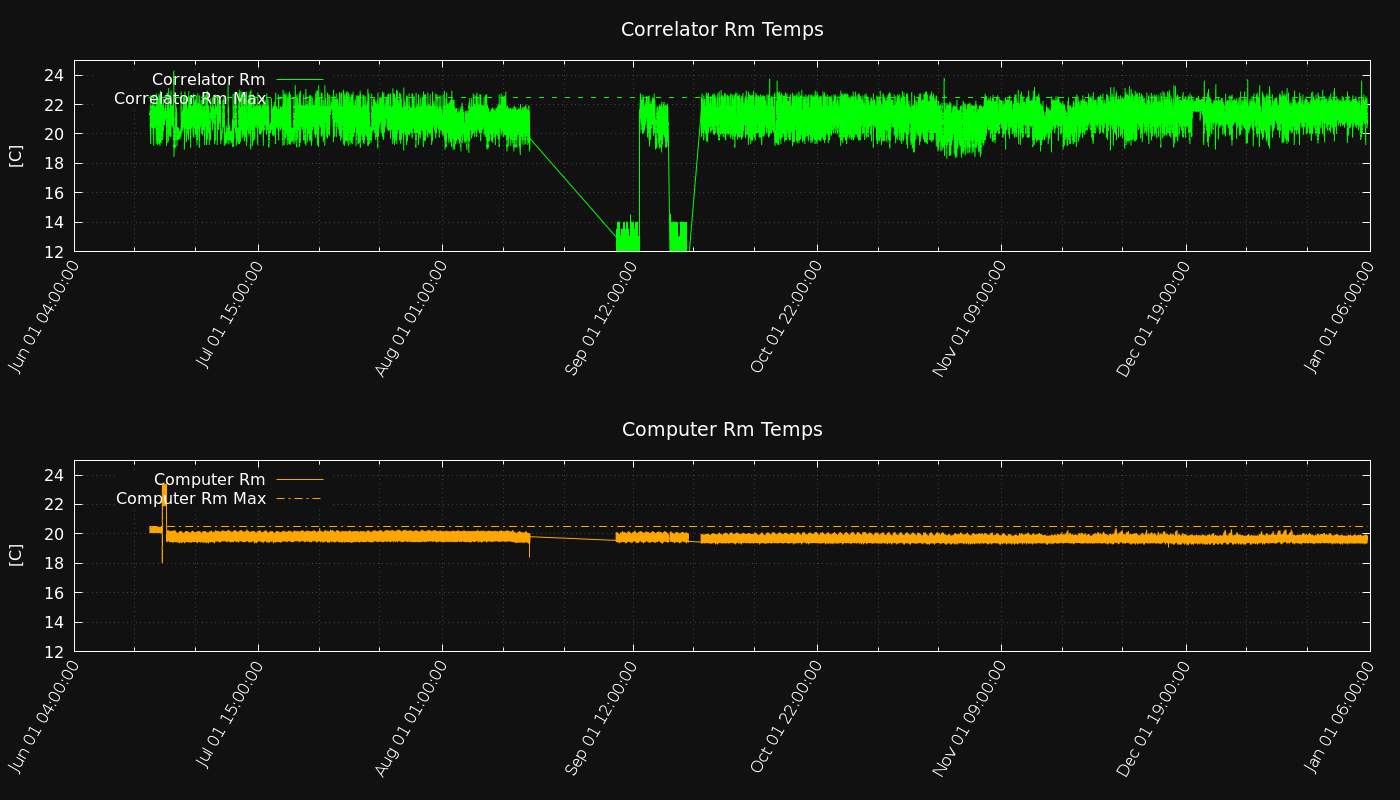 Correlator Rm Temps
24
22
20
18
16
14
12
[C]
Correlator Rm
Correlator Rm Max
Jun 01 04:00:00
Jul 01 15:00:00
Aug 01 01:00:00
Sep 01 12:00:00
Oct 01 22:00:00
Nov 01 09:00:00
Dec 01 19:00:00
Jan 01 06:00:00
Computer Rm Temps
24
22
20
18
16
14
12
[C]
Computer Rm
Computer Rm Max
Jun 01 04:00:00
Jul 01 15:00:00
Aug 01 01:00:00
Sep 01 12:00:00
Oct 01 22:00:00
Nov 01 09:00:00
Dec 01 19:00:00
Jan 01 06:00:00